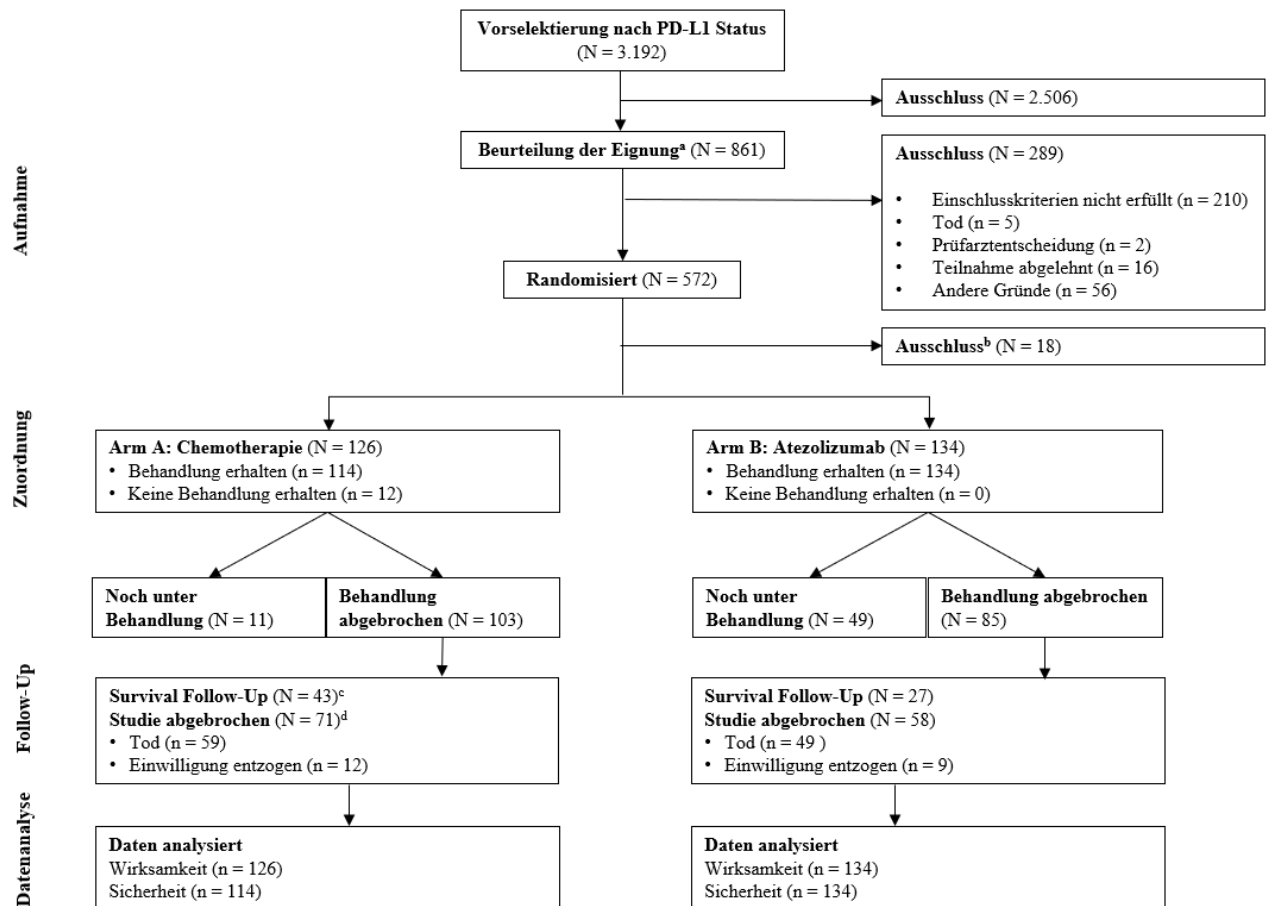 Vorselektierung nach PD-L1 Status
(N = 3.192)
Ausschluss (N = 2.506)
Aufnahme
Beurteilung der Eignungᵃ (N = 861)
Ausschluss (N = 289)
• Einschlusskriterien nicht erfüllt (n = 210)
• Tod (n = 5)
• Prüfarztentscheidung (n = 2)
• Teilnahme abgelehnt (n = 16)
• Andere Gründe (n = 56)
Randomisiert (N = 572)
Ausschlussᵇ (N = 18)
Zuordnung
Arm A: Chemotherapie (N = 126)
• Behandlung erhalten (n = 114)
• Keine Behandlung erhalten (n = 12)
Arm B: Atezolizumab (N = 134)
• Behandlung erhalten (n = 134)
• Keine Behandlung erhalten (n = 0)
Noch unter
Behandlung (N = 11)
Behandlung
abgebrochen (N = 103)
Noch unter
Behandlung (N = 49)
Behandlung abgebrochen
(N = 85)
Follow-Up
Survival Follow-Up (N = 43)ᶜ
Studie abgebrochen (N = 71)ᵈ
• Tod (n = 59)
• Einwilligung entzogen (n = 12)
Survival Follow-Up (N = 27)
Studie abgebrochen (N = 58)
• Tod (n = 49 )
• Einwilligung entzogen (n = 9)
Datenanalyse
Daten analysiert
Wirksamkeit (n = 126)
Sicherheit (n = 114)
Daten analysiert
Wirksamkeit (n = 134)
Sicherheit (n = 134)